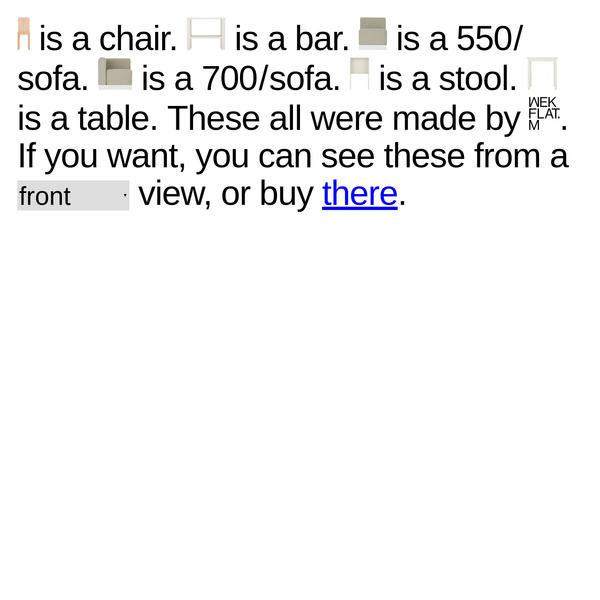 is a chair. is a bar. is a 550/
sofa. is a 700/sofa. is a stool.
is a table. These all were made by WEK FLAT. M.
If you want, you can see these from a
front view, or buy there.